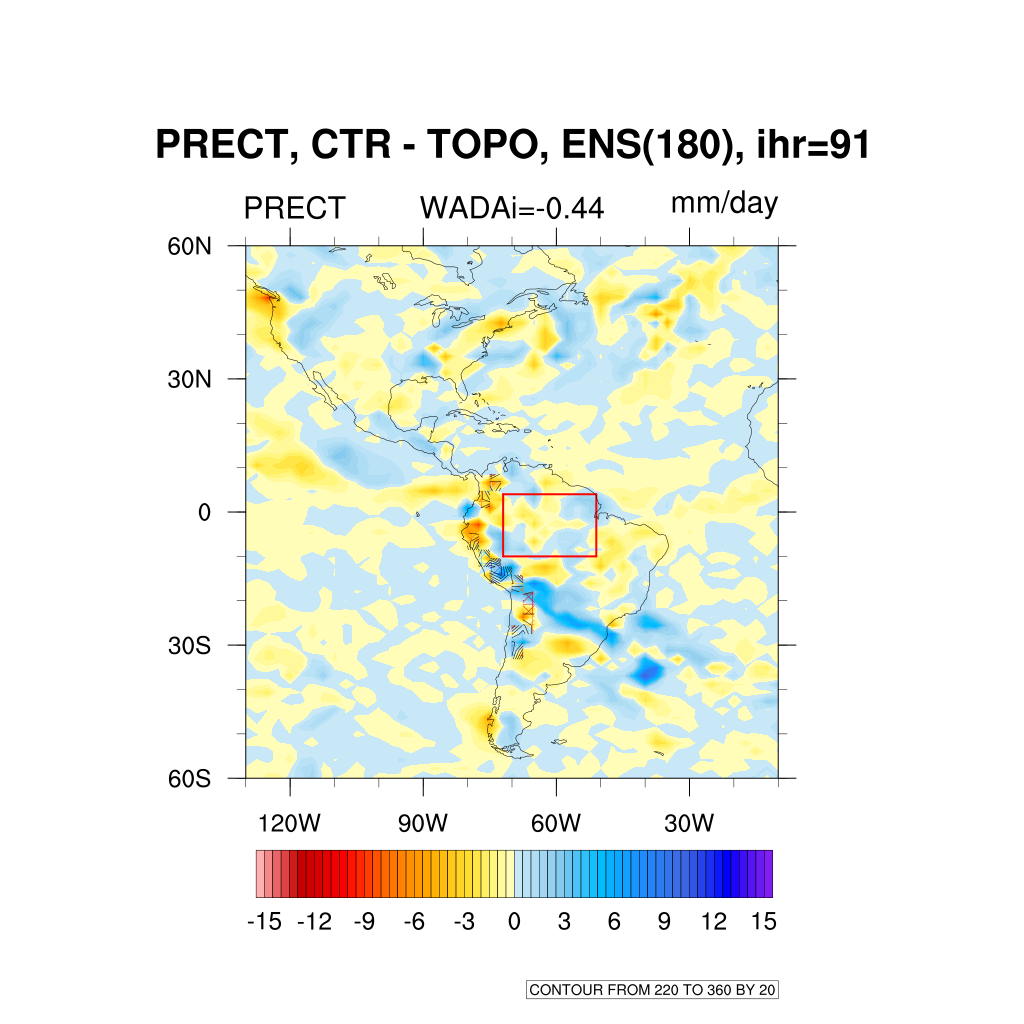 PRECT, CTR - TOPO, ENS(180), ihr=91
PRECT WADAi=-0.44 mm/day
60N
30N
0
30S
60S
120W 90W 60W 30W
-15 -12 -9 -6 -3 0 3 6 9 12 15
CONTOUR FROM 220 TO 360 BY 20